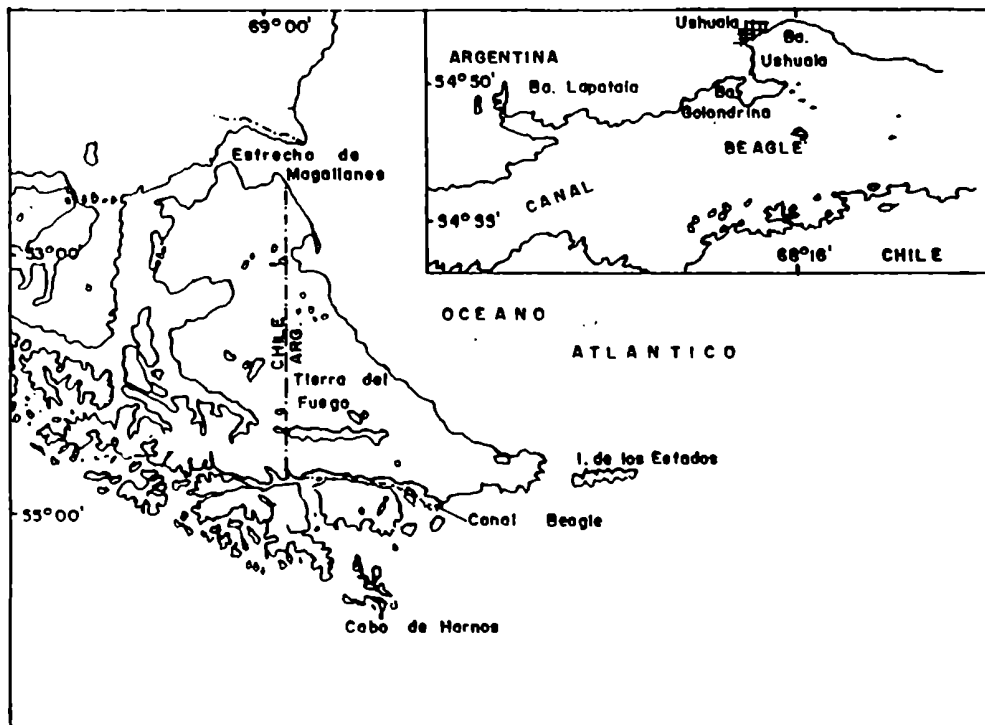 69°00'
Estrecho de
Magallanes
53°00'
CHILE
ARG.
Tierra del
Fuego
55°00'
Canal Beagle
Cabo de Hornos
I. de los Estados
OCEANO
ATLANTICO
Ushuaia
Ba.
Ushuaia
ARGENTINA
54°50'
Ba. Lapataia
Ba.
Golondrina
BEAGLE
CANAL
54°55'
68°16'
CHILE